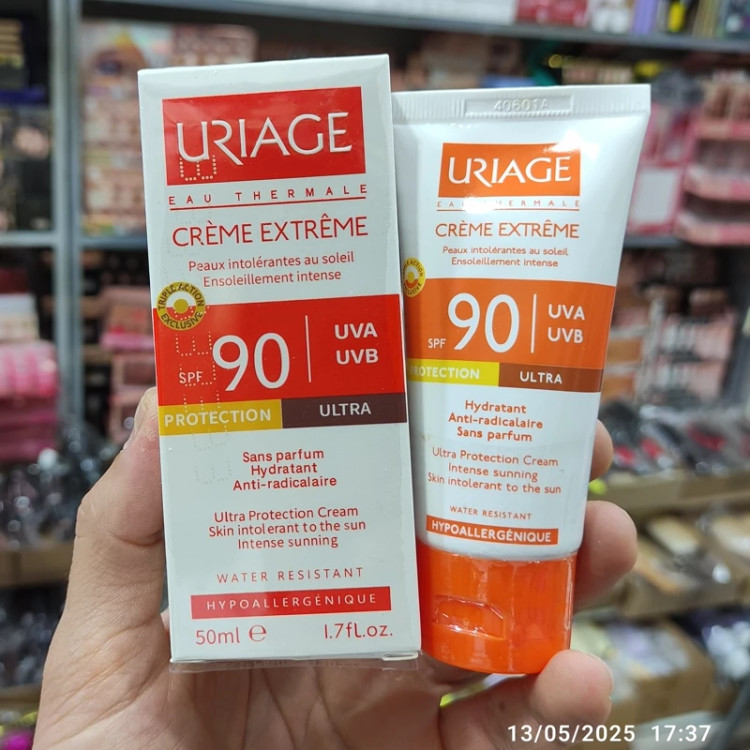 URIAGE
EAU THERMALE
CRÈME EXTRÊME
Peaux intolérantes au soleil
Ensoleillement intense
TRIPLE ACTION
EXCLUSIVE
SPF 90 UVA
UVB
PROTECTION ULTRA
Sans parfum
Hydratant
Anti-radicalaire
Ultra Protection Cream
Skin intolerant to the sun
Intense sunning
WATER RESISTANT
HYPOALLERGÉNIQUE
50ml e 1.7fl.oz.
40601A
URIAGE
EAU THERMALE
CRÈME EXTRÊME
Peaux intolérantes au soleil
Ensoleillement intense
SPF 90 UVA
UVB
PROTECTION ULTRA
Hydratant
Anti-radicalaire
Sans parfum
Ultra Protection Cream
Intense sunning
Skin intolerant to the sun
WATER RESISTANT
HYPOALLERGÉNIQUE
13/05/2025 17:37